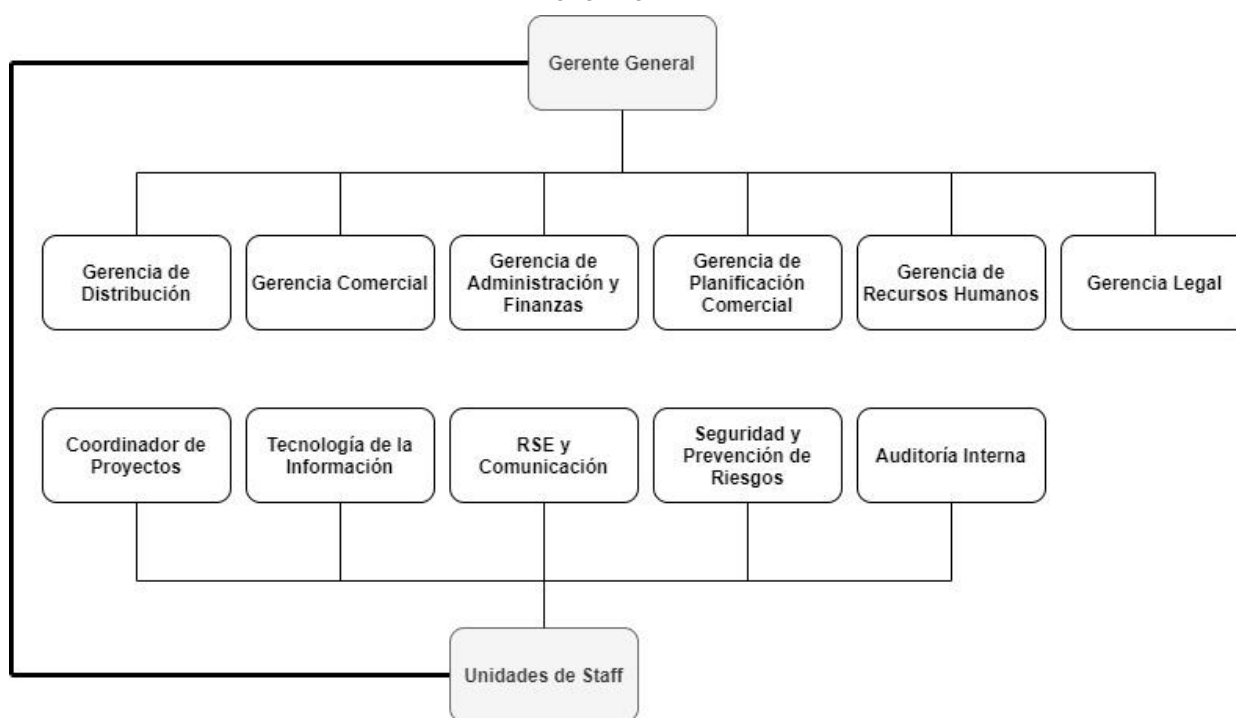 Gerente General
Gerencia de
Distribución
Gerencia Comercial
Gerencia de
Administración y
Finanzas
Gerencia de
Planificación
Comercial
Gerencia de
Recursos Humanos
Gerencia Legal
Coordinador de
Proyectos
Tecnología de la
Información
RSE y
Comunicación
Seguridad y
Prevención de
Riesgos
Auditoría Interna
Unidades de Staff